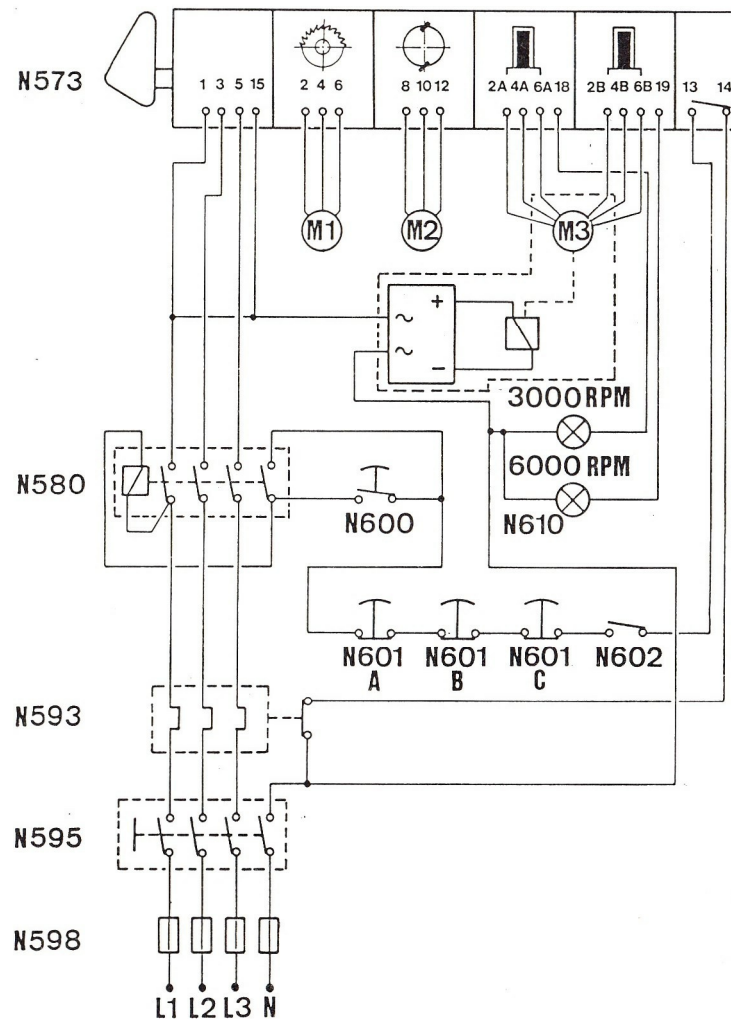 N573
1 3 5 15
2 4 6
8 10 12
2A 4A 6A 18
2B 4B 6B 19
13 14
M1
M2
M3
+
~
~
−
3000 RPM
6000 RPM
N580
N600
N610
N601 A
N601 B
N601 C
N602
N593
N595
N598
L1 L2 L3 N